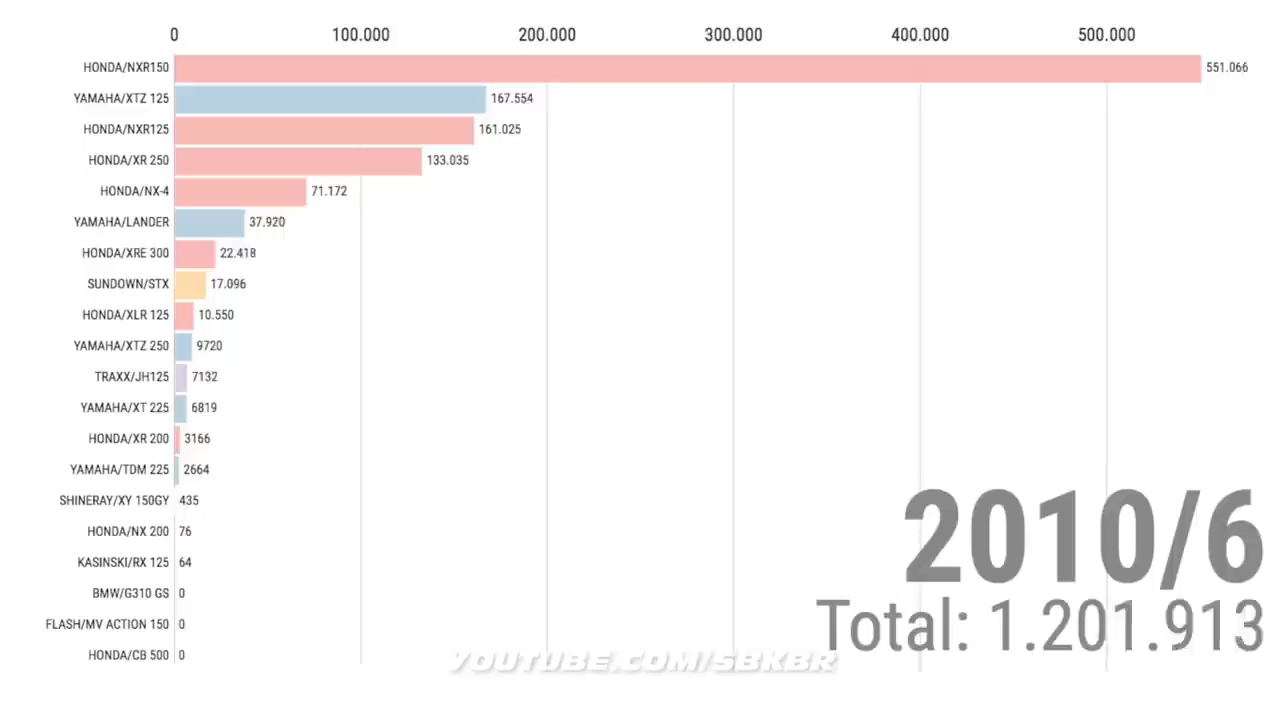 0 100.000 200.000 300.000 400.000 500.000
HONDA/NXR150 551.066
YAMAHA/XTZ 125 167.554
HONDA/NXR125 161.025
HONDA/XR 250 133.035
HONDA/NX-4 71.172
YAMAHA/LANDER 37.920
HONDA/XRE 300 22.418
SUNDOWN/STX 17.096
HONDA/XLR 125 10.550
YAMAHA/XTZ 250 9720
TRAXX/JH125 7132
YAMAHA/XT 225 6819
HONDA/XR 200 3166
YAMAHA/TDM 225 2664
SHINERAY/XY 150GY 435
HONDA/NX 200 76
KASINSKI/RX 125 64
BMW/G310 GS 0
FLASH/MV ACTION 150 0
HONDA/CB 500 0
2010/6
Total: 1.201.913
YOUTUBE.COM/SBKBR